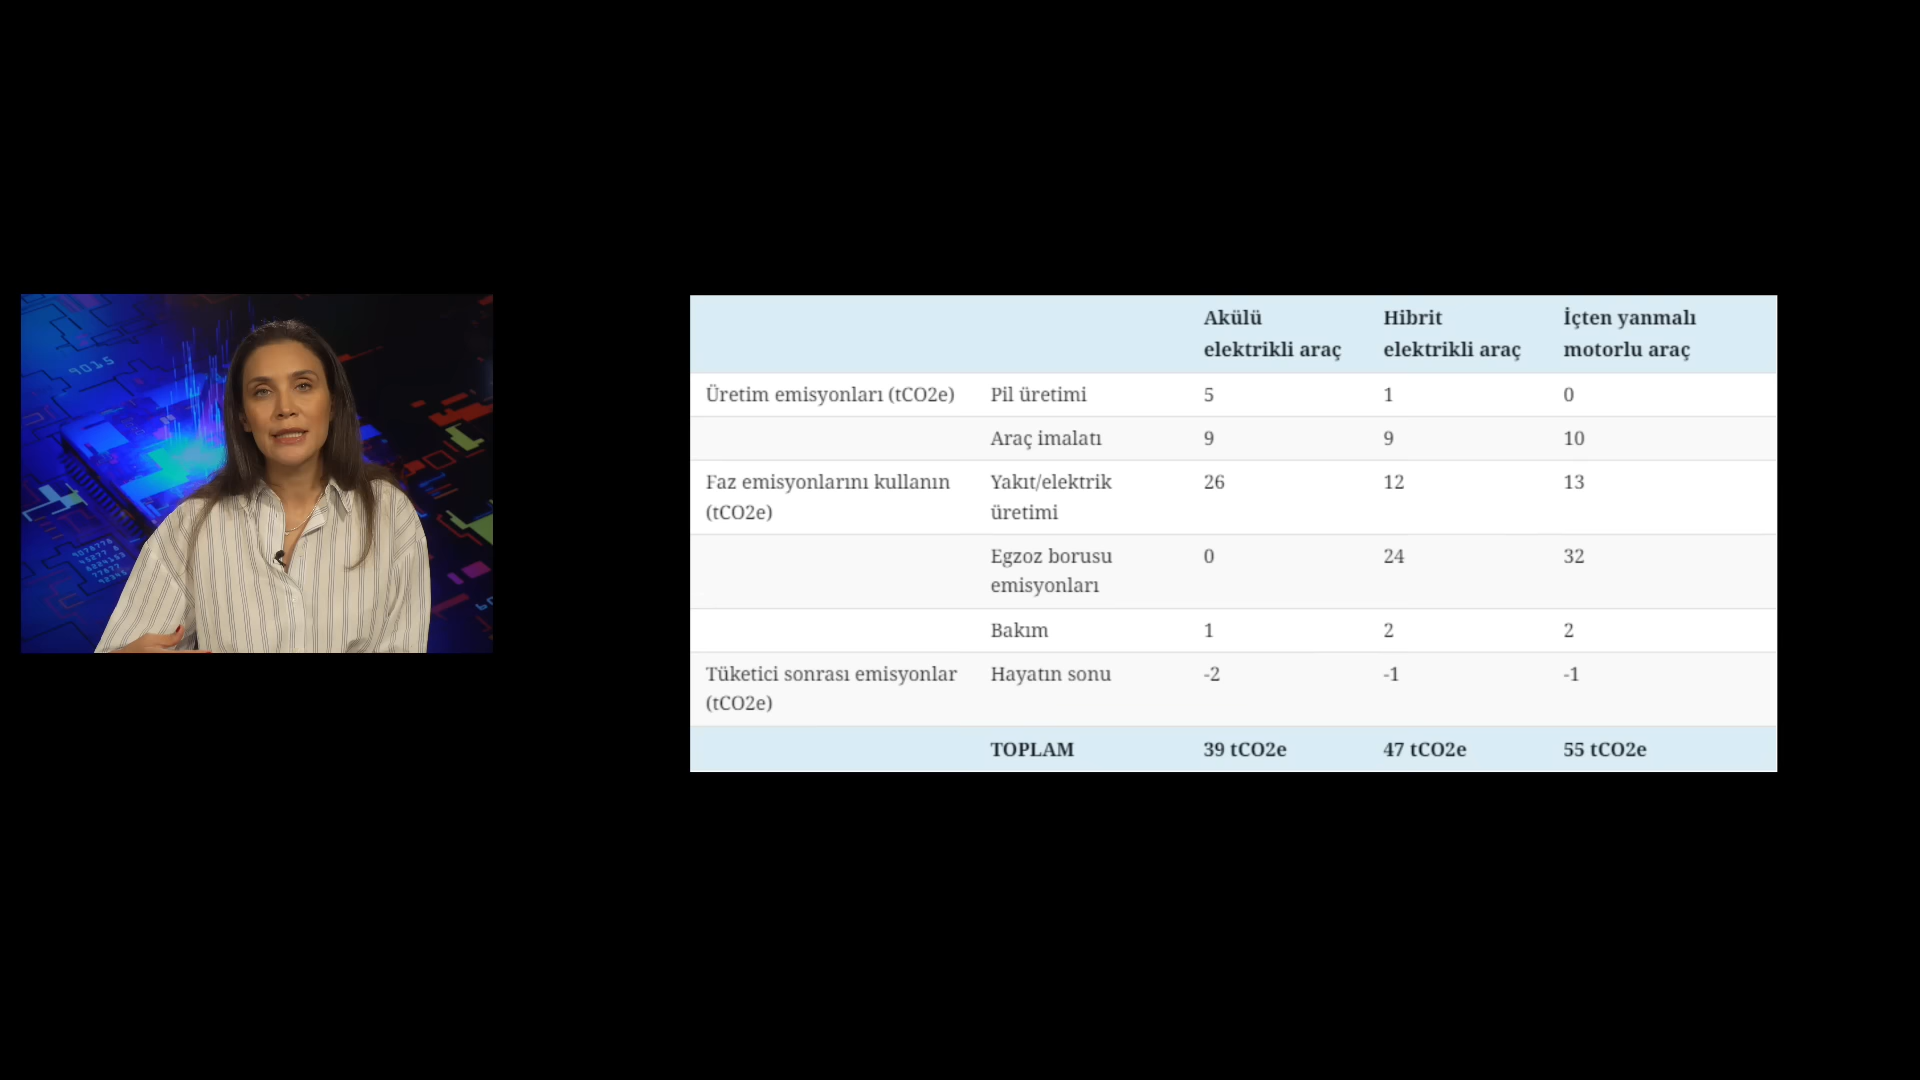 Akülü elektrikli araç
Hibrit elektrikli araç
İçten yanmalı motorlu araç
Üretim emisyonları (tCO2e) Pil üretimi 5 1 0
Araç imalatı 9 9 10
Faz emisyonlarını kullanın (tCO2e) Yakıt/elektrik üretimi 26 12 13
Egzoz borusu emisyonları 0 24 32
Bakım 1 2 2
Tüketici sonrası emisyonlar (tCO2e) Hayatın sonu -2 -1 -1
TOPLAM 39 tCO2e 47 tCO2e 55 tCO2e
9015